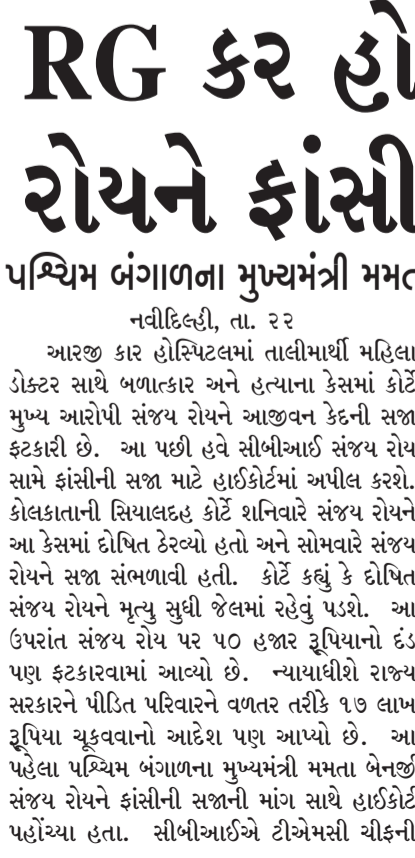 RG કર હો
રોયને ફાંસી
પશ્ચિમ બંગાળના મુખ્યમંત્રી મમત
નવીદિલ્હી, તા. ૨૨
આરજી કાર હોસ્પિટલમાં તાલીમાર્થી મહિલા
ડોક્ટર સાથે બળાત્કાર અને હત્યાના કેસમાં કોર્ટે
મુખ્ય આરોપી સંજય રોયને આજીવન કેદની સજા
ફટકારી છે. આ પછી હવે સીબીઆઈ સંજય રોય
સામે ફાંસીની સજા માટે હાઈકોર્ટમાં અપીલ કરશે.
કોલકાતાની સિયાલદહ કોર્ટે શનિવારે સંજય રોયને
આ કેસમાં દોષિત ઠેરવ્યો હતો અને સોમવારે સંજય
રોયને સજા સંભળાવી હતી. કોર્ટે કહ્યું કે દોષિત
સંજય રોયને મૃત્યુ સુધી જેલમાં રહેવું પડશે. આ
ઉપરાંત સંજય રોય પર ૫૦ હજાર રૂપિયાનો દંડ
પણ ફટકારવામાં આવ્યો છે. ન્યાયાધીશે રાજ્ય
સરકારને પીડિત પરિવારને વળતર તરીકે ૧૭ લાખ
રૂપિયા ચૂકવવાનો આદેશ પણ આપ્યો છે. આ
પહેલા પશ્ચિમ બંગાળના મુખ્યમંત્રી મમતા બેનર્જી
સંજય રોયને ફાંસીની સજાની માંગ સાથે હાઈકોર્ટ
પહોંચ્યા હતા. સીબીઆઈએ ટીએમસી ચીફની